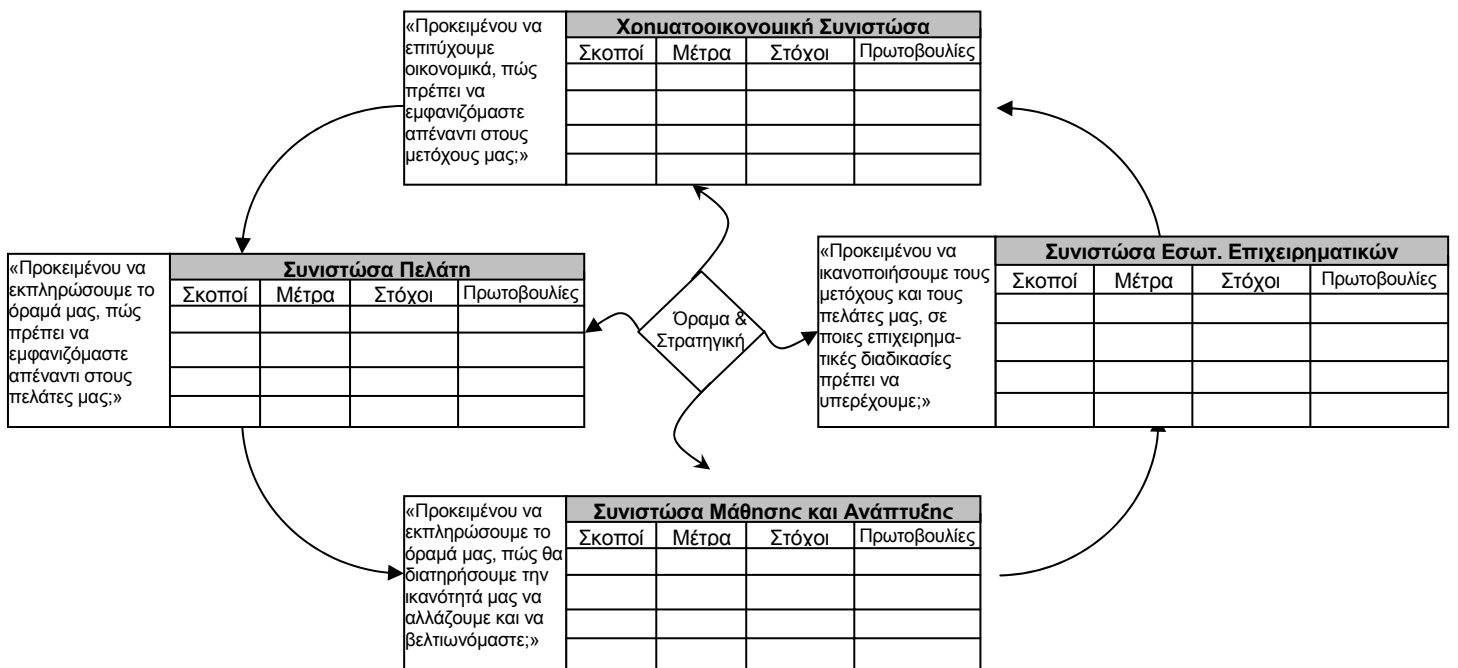 «Προκειμένου να
επιτύχουμε
οικονομικά, πώς
πρέπει να
εμφανιζόμαστε
απέναντι στους
μετόχους μας;»
Χρηματοοικονομική Συνιστώσα
Σκοποί Μέτρα Στόχοι Πρωτοβουλίες
«Προκειμένου να
εκπληρώσουμε το
όραμά μας, πώς
πρέπει να
εμφανιζόμαστε
απέναντι στους
πελάτες μας;»
Συνιστώσα Πελάτη
Σκοποί Μέτρα Στόχοι Πρωτοβουλίες
Όραμα &
Στρατηγική
«Προκειμένου να
ικανοποιήσουμε τους
μετόχους και τους
πελάτες μας, σε
ποιες επιχειρημα-
τικές διαδικασίες
πρέπει να
υπερέχουμε;»
Συνιστώσα Εσωτ. Επιχειρηματικών
Σκοποί Μέτρα Στόχοι Πρωτοβουλίες
«Προκειμένου να
εκπληρώσουμε το
όραμά μας, πώς θα
διατηρήσουμε την
ικανότητά μας να
αλλάζουμε και να
βελτιωνόμαστε;»
Συνιστώσα Μάθησης και Ανάπτυξης
Σκοποί Μέτρα Στόχοι Πρωτοβουλίες